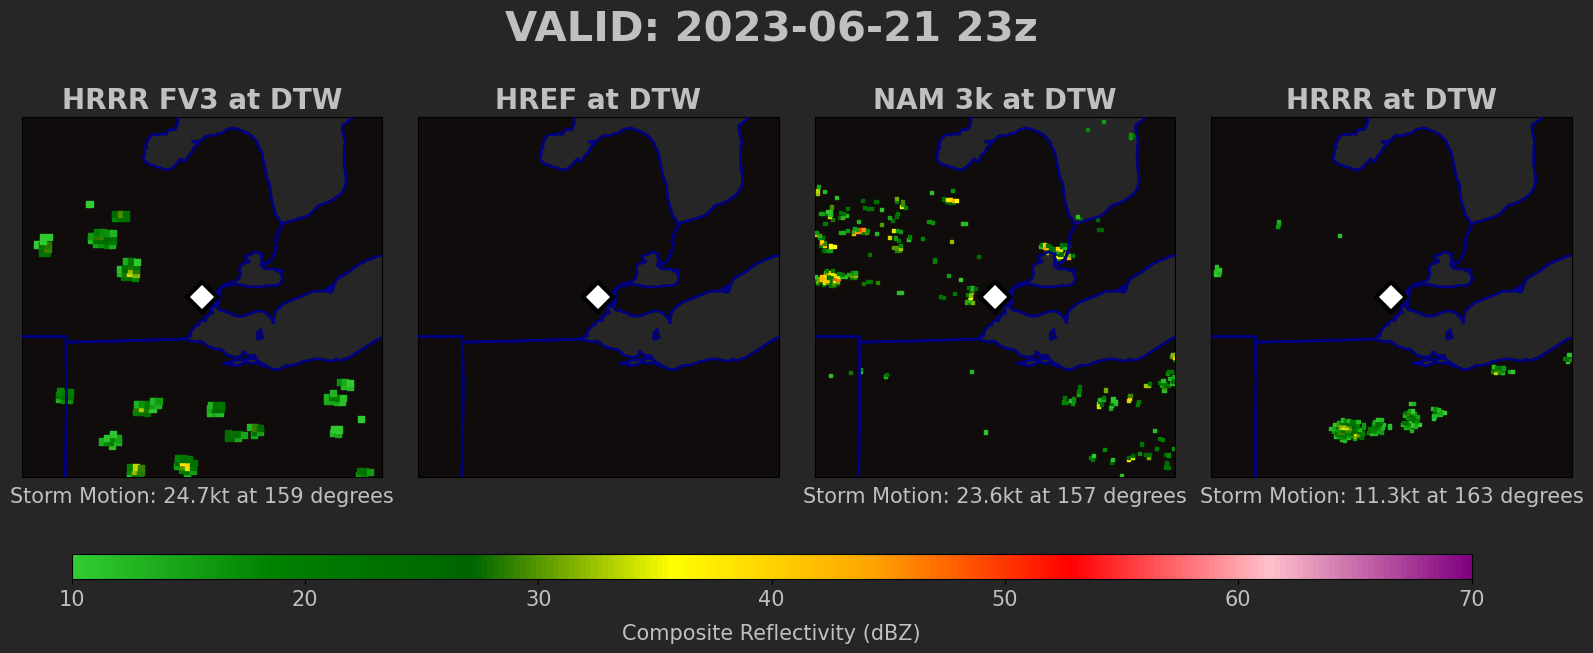 VALID: 2023-06-21 23z
HRRR FV3 at DTW
HREF at DTW
NAM 3k at DTW
HRRR at DTW
Storm Motion: 24.7kt at 159 degrees
Storm Motion: 23.6kt at 157 degrees
Storm Motion: 11.3kt at 163 degrees
10 20 30 40 50 60 70
Composite Reflectivity (dBZ)